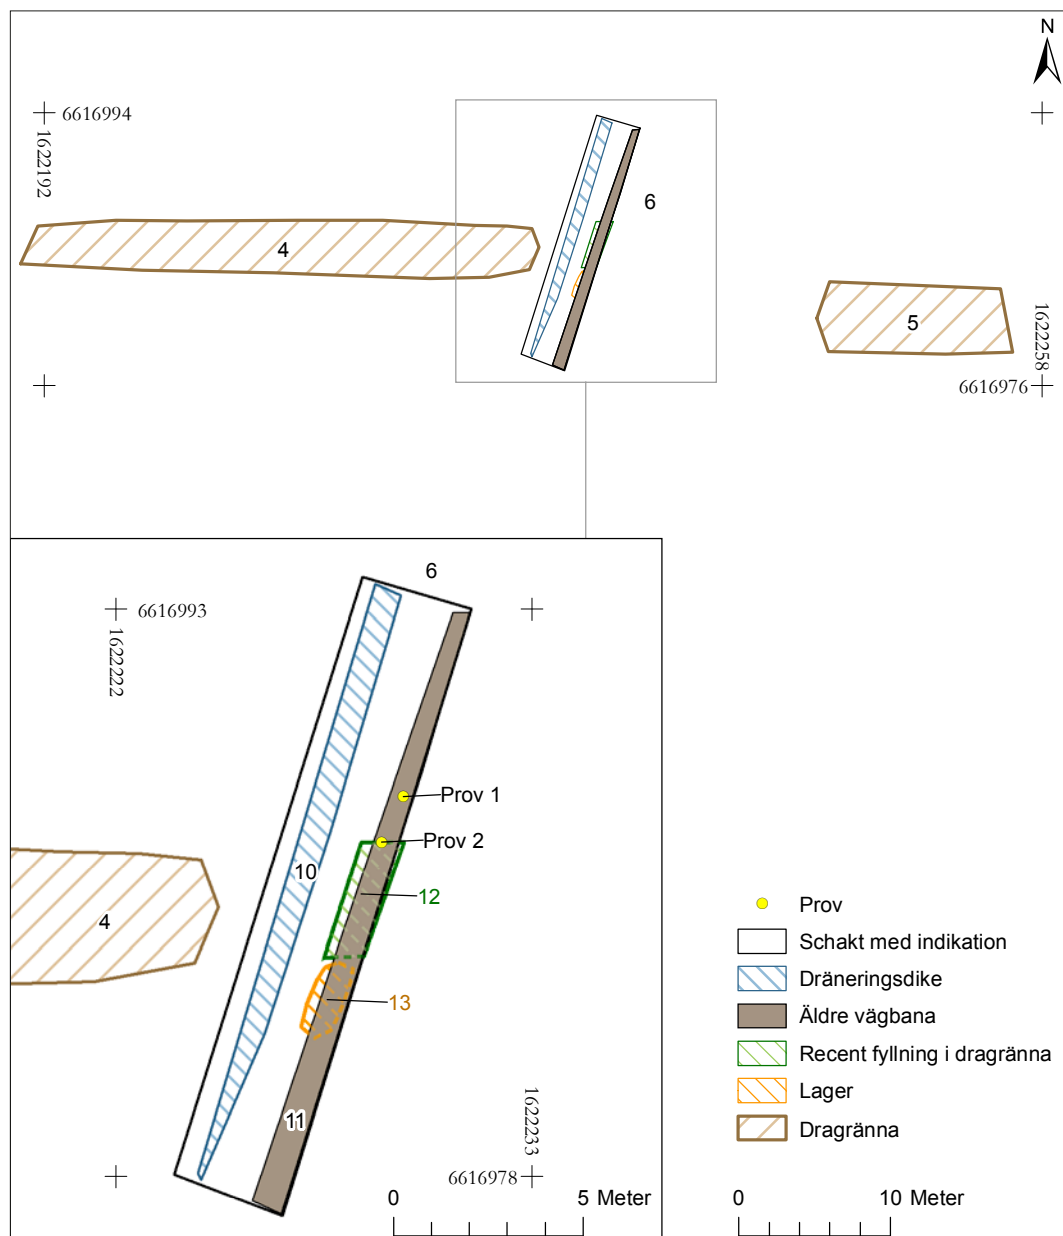 N
6616994
1622192
6
4
5
1622258
6616976
6
6616993
1622222
Prov 1
Prov 2
10
12
4
13
11
1622233
6616978
0
5 Meter
Prov
Schakt med indikation
Dräneringsdike
Äldre vägbana
Recent fyllning i dragränna
Lager
Dragränna
0
10 Meter